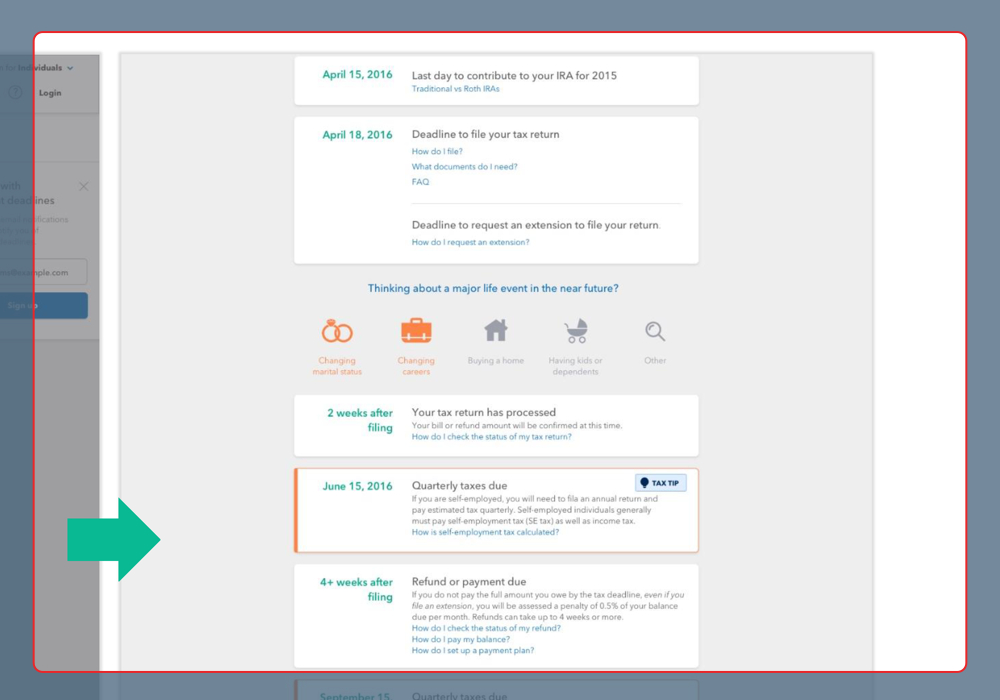 for Individuals
Login
with
deadlines
notifications.
of
example.com
Sign up
April 15, 2016
Last day to contribute to your IRA for 2015
Traditional vs Roth IRAs
April 18, 2016
Deadline to file your tax return
How do I file?
What documents do I need?
FAQ
Deadline to request an extension to file your return.
How do I request an extension?
Thinking about a major life event in the near future?
Changing
marital status
Changing
careers
Buying a home
Having kids or
dependents
Other
2 weeks after
filing
Your tax return has processed
Your bill or refund amount will be confirmed at this time.
How do I check the status of my tax return?
June 15, 2016
Quarterly taxes due
TAX TIP
If you are self-employed, you will need to fila an annual return and
pay estimated tax quarterly. Self-employed individuals generally
must pay self-employment tax (SE tax) as well as income tax.
How is self-employment tax calculated?
4+ weeks after
filing
Refund or payment due
If you do not pay the full amount you owe by the tax deadline, even if you
file an extension, you will be assessed a penalty of 0.5% of your balance
due per month. Refunds can take up to 4 weeks or more.
How do I check the status of my refund?
How do I pay my balance?
How do I set up a payment plan?
September 15
Quarterly taxes due